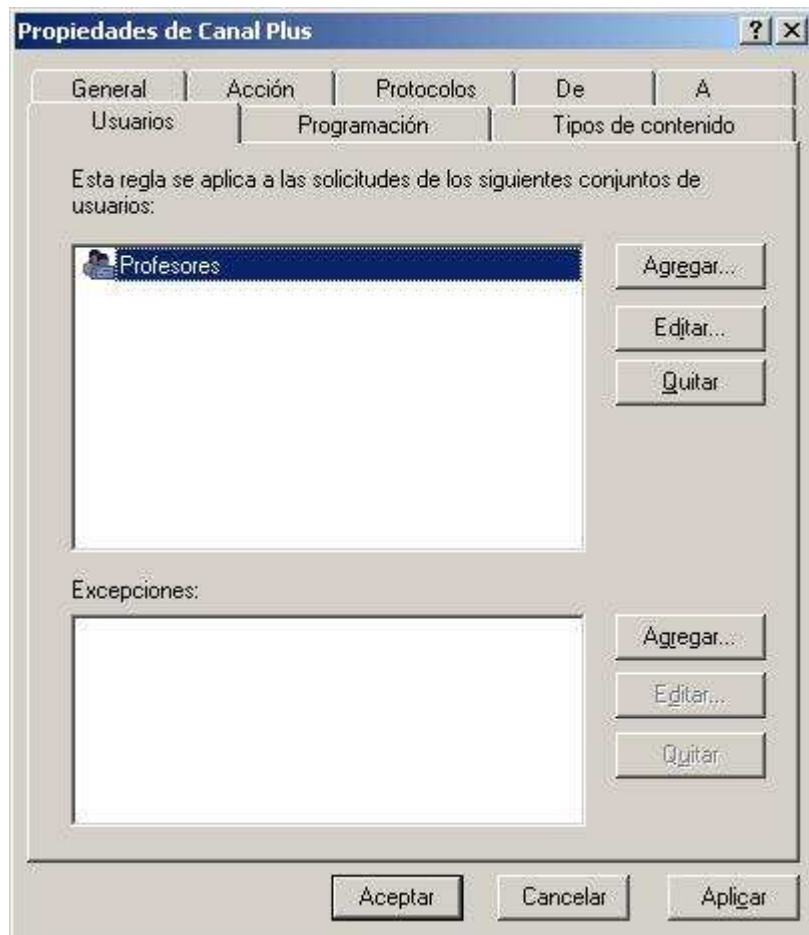 Propiedades de Canal Plus
General Acción Protocolos De A
Usuarios Programación Tipos de contenido
Esta regla se aplica a las solicitudes de los siguientes conjuntos de
usuarios:
Profesores
Agregar...
Editar...
Quitar
Excepciones:
Agregar...
Editar...
Quitar
Aceptar Cancelar Aplicar